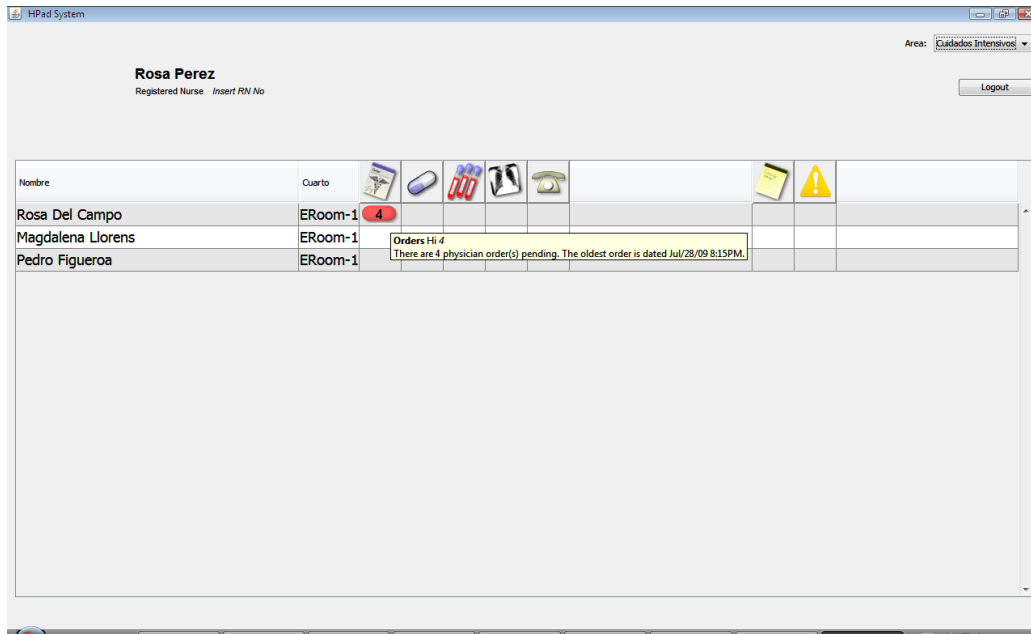 HPad System
Area: Cuidados Intensivos
Rosa Perez
Registered Nurse Insert RN No
Logout
Nombre Cuarto
Rosa Del Campo ERoom-1 4
Magdalena Llorens ERoom-1
Orders Hi 4
There are 4 physician order(s) pending. The oldest order is dated Jul/28/09 8:15PM.
Pedro Figueroa ERoom-1